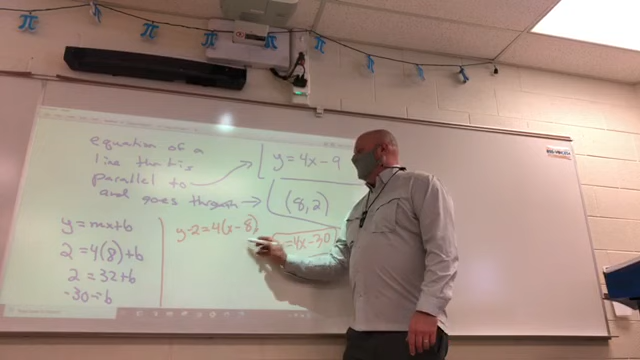 equation of a
line that is
parallel to
and goes through
y = 4x - 9
(8,2)
y = mx+b
2 = 4(8)+b
2 = 32+b
-30 = b
y-2 = 4(x-8)
= 4x-30